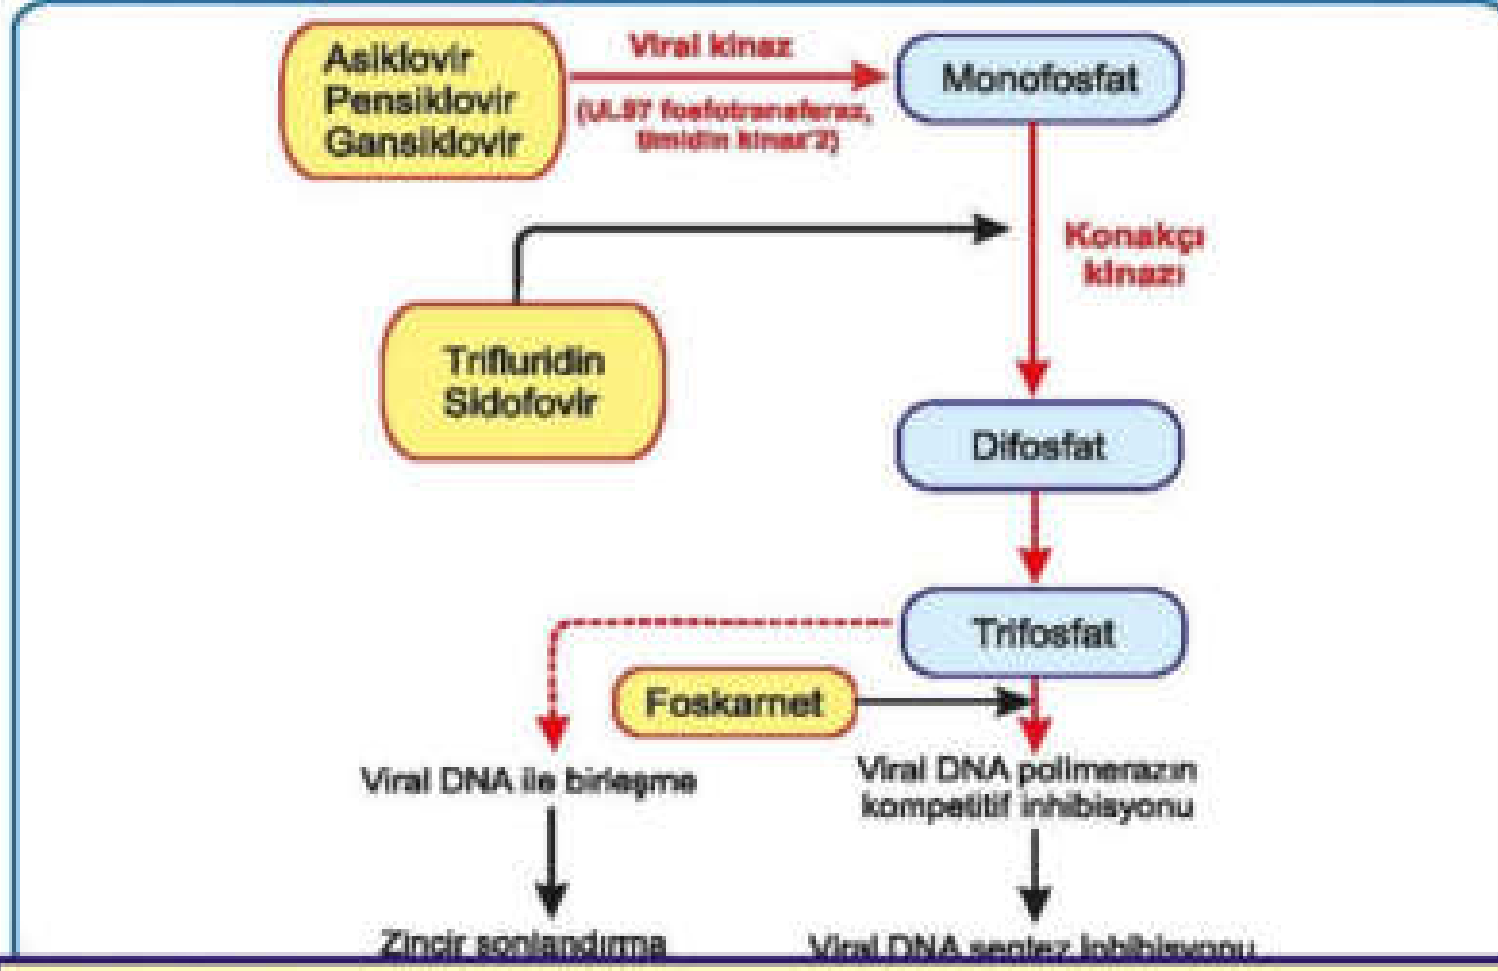 Asiklovir
Pensiklovir
Gansiklovir
Viral kinaz
(UL97 fosfotransferaz,
timidin kinaz'2)
Monofosfat
Konakçı
kinazı
Trifluridin
Sidofovir
Difosfat
Trifosfat
Foskarnet
Viral DNA ile birleşme
Viral DNA polimerazın
kompetitif inhibisyonu
Zincir sonlandırma
Viral DNA sentez inhibisyonu